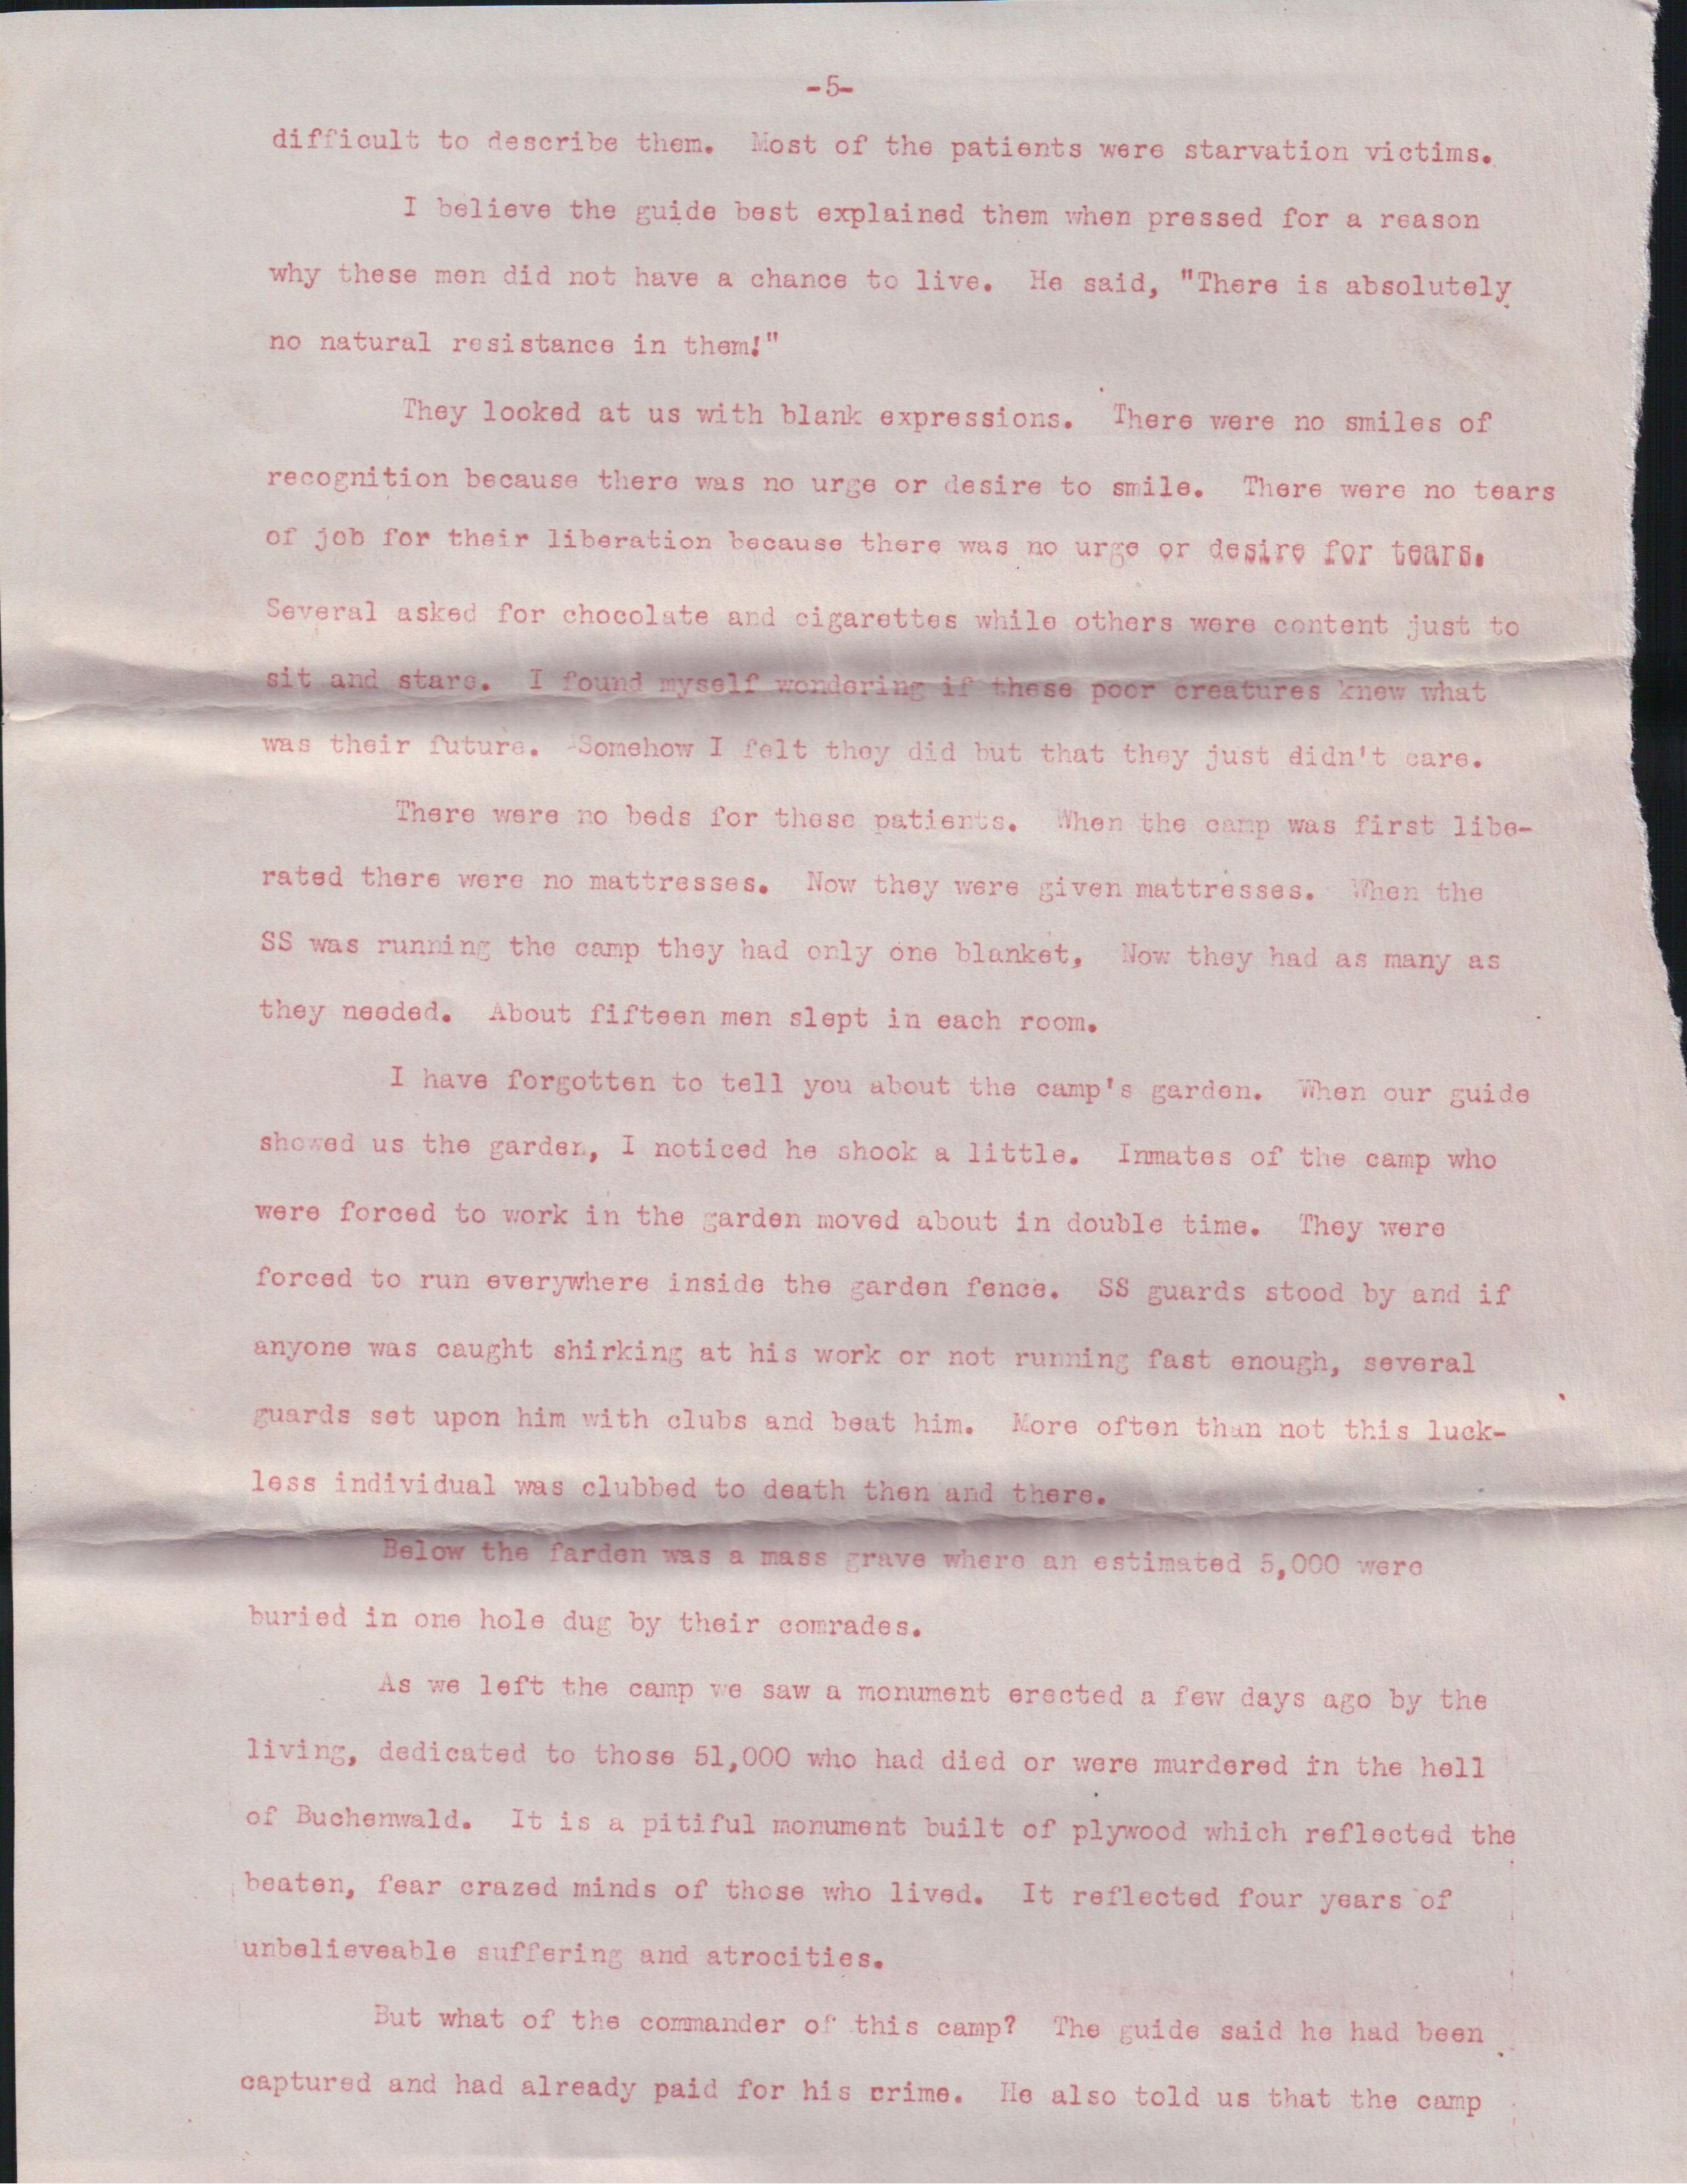 -5-
difficult to describe them. Most of the patients were starvation victims.
I believe the guide best explained them when pressed for a reason
why these men did not have a chance to live. He said, "There is absolutely
no natural resistance in them!"
They looked at us with blank expressions. There were no smiles of
recognition because there was no urge or desire to smile. There were no tears
of job for their liberation because there was no urge or desire for tears.
Several asked for chocolate and cigarettes while others were content just to
sit and stare. I found myself wondering if these poor creatures knew what
was their future. Somehow I felt they did but that they just didn't care.
There were no beds for these patients. When the camp was first libe-
rated there were no mattresses. Now they were given mattresses. When the
SS was running the camp they had only one blanket, Now they had as many as
they needed. About fifteen men slept in each room.
I have forgotten to tell you about the camp's garden. When our guide
showed us the garden, I noticed he shook a little. Inmates of the camp who
were forced to work in the garden moved about in double time. They were
forced to run everywhere inside the garden fence. SS guards stood by and if
anyone was caught shirking at his work or not running fast enough, several
guards set upon him with clubs and beat him. More often than not this luck-
less individual was clubbed to death then and there.
Below the farden was a mass grave where an estimated 5,000 were
buried in one hole dug by their comrades.
As we left the camp we saw a monument erected a few days ago by the
living, dedicated to those 51,000 who had died or were murdered in the hell
of Buchenwald. It is a pitiful monument built of plywood which reflected the
beaten, fear crazed minds of those who lived. It reflected four years of
unbelieveable suffering and atrocities.
But what of the commander of this camp? The guide said he had been
captured and had already paid for his crime. He also told us that the camp